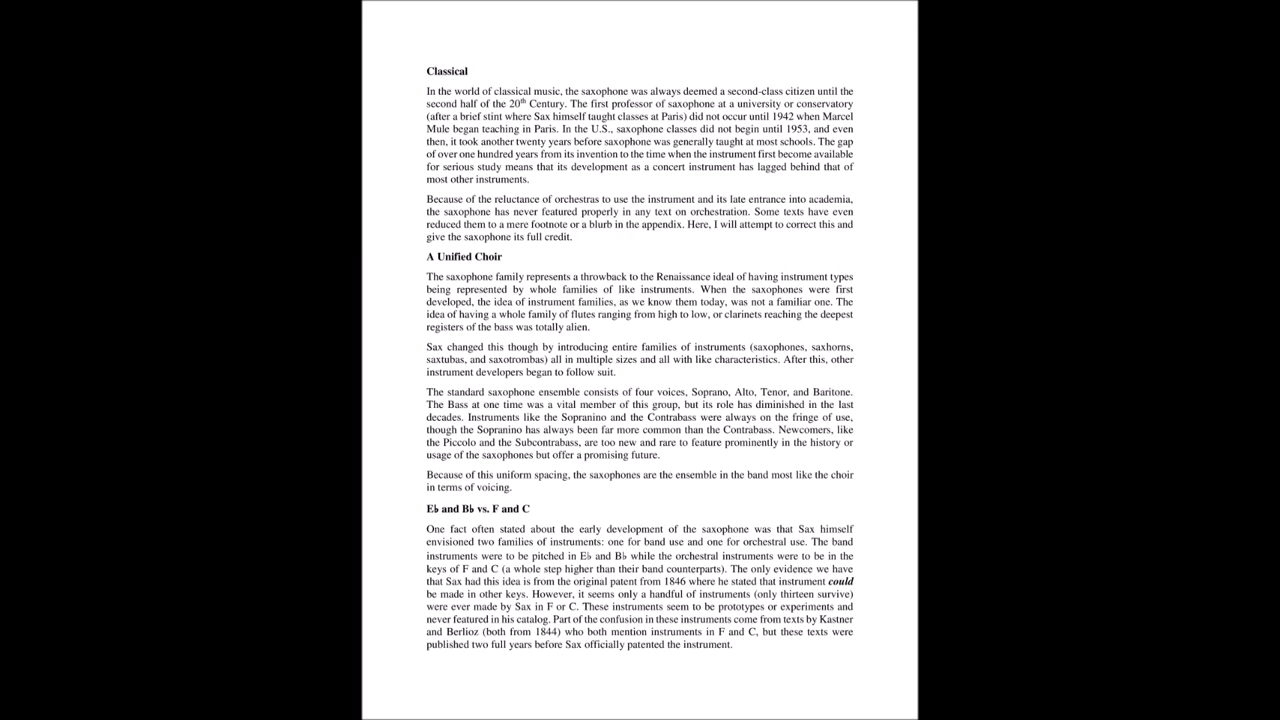 Classical
In the world of classical music, the saxophone was always deemed a second-class citizen until the
second half of the 20th Century. The first professor of saxophone at a university or conservatory
(after a brief stint where Sax himself taught classes at Paris) did not occur until 1942 when Marcel
Mule began teaching in Paris. In the U.S., saxophone classes did not begin until 1953, and even
then, it took another twenty years before saxophone was generally taught at most schools. The gap
of over one hundred years from its invention to the time when the instrument first become available
for serious study means that its development as a concert instrument has lagged behind that of
most other instruments.
Because of the reluctance of orchestras to use the instrument and its late entrance into academia,
the saxophone has never featured properly in any text on orchestration. Some texts have even
reduced them to a mere footnote or a blurb in the appendix. Here, I will attempt to correct this and
give the saxophone its full credit.
A Unified Choir
The saxophone family represents a throwback to the Renaissance ideal of having instrument types
being represented by whole families of like instruments. When the saxophones were first
developed, the idea of instrument families, as we know them today, was not a familiar one. The
idea of having a whole family of flutes ranging from high to low, or clarinets reaching the deepest
registers of the bass was totally alien.
Sax changed this though by introducing entire families of instruments (saxophones, saxhorns,
saxtubas, and saxotrombas) all in multiple sizes and all with like characteristics. After this, other
instrument developers began to follow suit.
The standard saxophone ensemble consists of four voices, Soprano, Alto, Tenor, and Baritone.
The Bass at one time was a vital member of this group, but its role has diminished in the last
decades. Instruments like the Sopranino and the Contrabass were always on the fringe of use,
though the Sopranino has always been far more common than the Contrabass. Newcomers, like
the Piccolo and the Subcontrabass, are too new and rare to feature prominently in the history or
usage of the saxophones but offer a promising future.
Because of this uniform spacing, the saxophones are the ensemble in the band most like the choir
in terms of voicing.
E♭ and B♭ vs. F and C
One fact often stated about the early development of the saxophone was that Sax himself
envisioned two families of instruments: one for band use and one for orchestral use. The band
instruments were to be pitched in E♭ and B♭ while the orchestral instruments were to be in the
keys of F and C (a whole step higher than their band counterparts). The only evidence we have
that Sax had this idea is from the original patent from 1846 where he stated that instrument could
be made in other keys. However, it seems only a handful of instruments (only thirteen survive)
were ever made by Sax in F or C. These instruments seem to be prototypes or experiments and
never featured in his catalog. Part of the confusion in these instruments come from texts by Kastner
and Berlioz (both from 1844) who both mention instruments in F and C, but these texts were
published two full years before Sax officially patented the instrument.